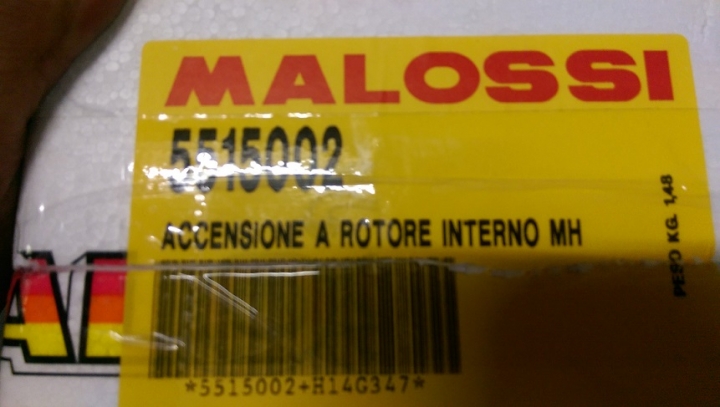 MALOSSI
5515002
ACCENSIONE A ROTORE INTERNO MH
PESO KG. 1,48
*5515002+H14G347*